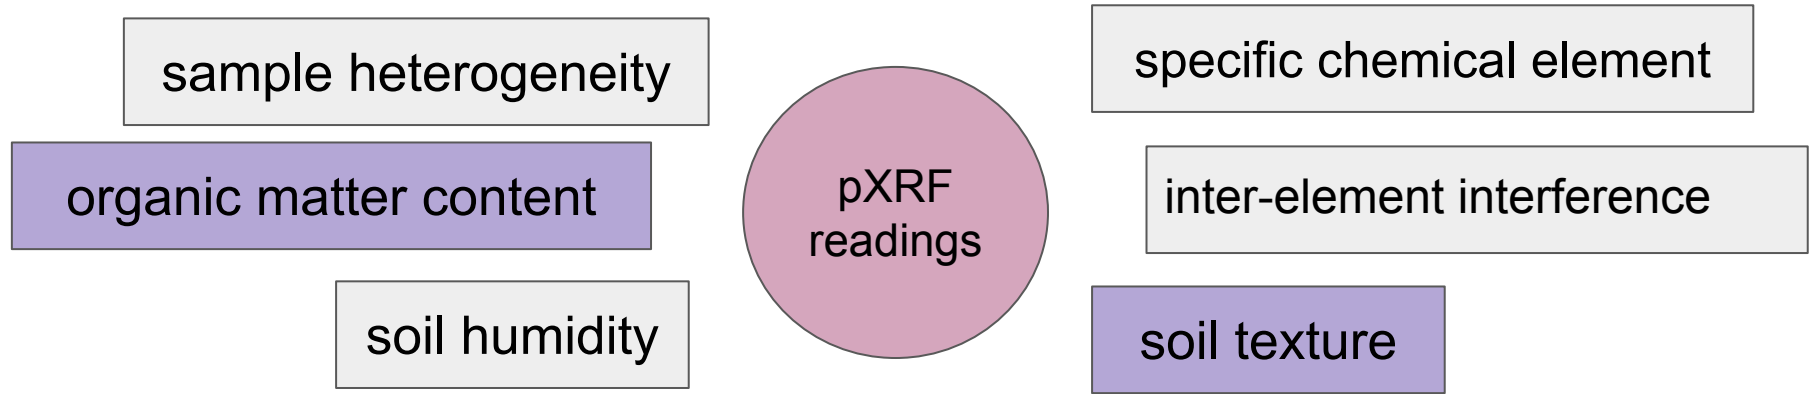 sample heterogeneity
organic matter content
soil humidity
pXRF
readings
specific chemical element
inter-element interference
soil texture